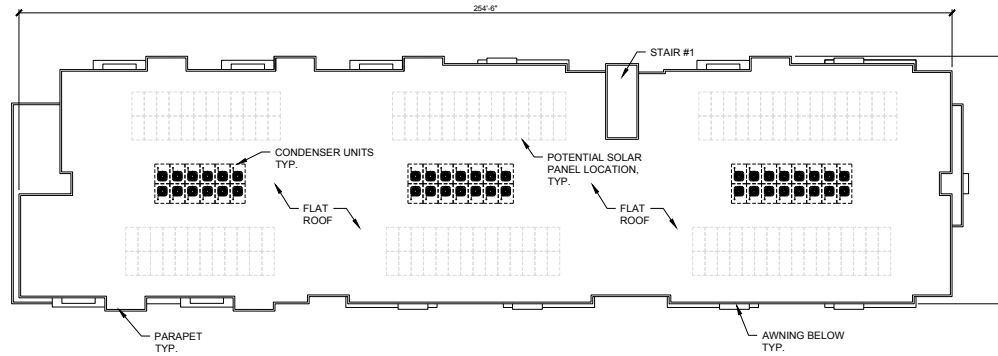 254'-6"
STAIR #1
CONDENSER UNITS
TYP.
POTENTIAL SOLAR
PANEL LOCATION,
TYP.
FLAT
ROOF
FLAT
ROOF
PARAPET
TYP.
AWNING BELOW
TYP.